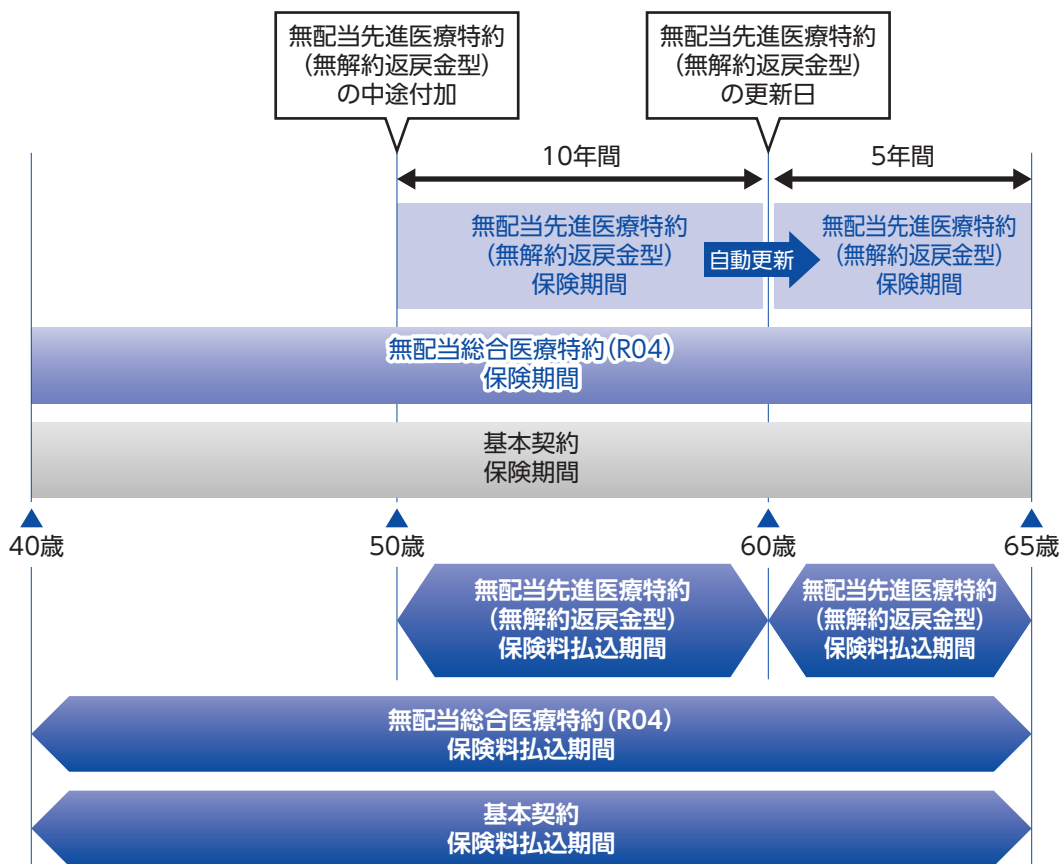 無配当先進医療特約
(無解約返戻金型)
の中途付加
無配当先進医療特約
(無解約返戻金型)
の更新日
10年間
5年間
無配当先進医療特約
(無解約返戻金型)
保険期間
自動更新
無配当先進医療特約
(無解約返戻金型)
保険期間
無配当総合医療特約(R04)
保険期間
基本契約
保険期間
40歳
50歳
60歳
65歳
無配当先進医療特約
(無解約返戻金型)
保険料払込期間
無配当先進医療特約
(無解約返戻金型)
保険料払込期間
無配当総合医療特約(R04)
保険料払込期間
基本契約
保険料払込期間